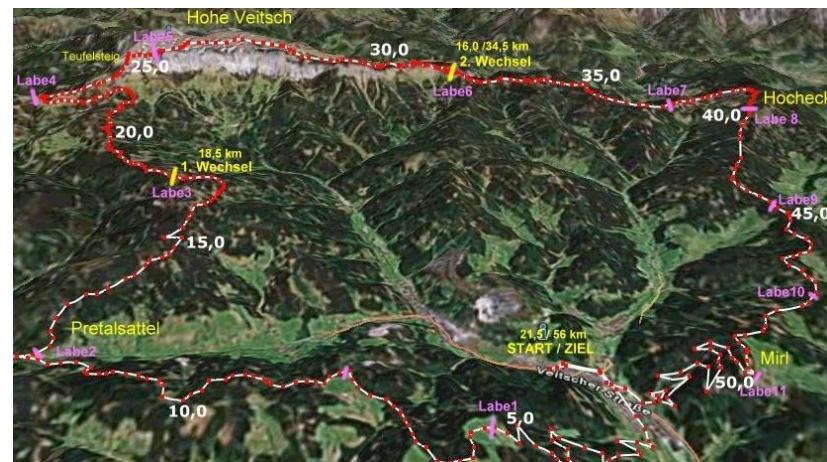 Hohe Veitsch
Labe5
Teufelsteig
25,0
30,0
16,0 /34,5 km
2. Wechsel
Labe6
35,0
Labe7
Hocheck
40,0
Labe 8
Labe4
20,0
18,5 km
1. Wechsel
Labe3
Labe9
45,0
15,0
Labe10
Pretalsattel
Labe2
21,5 / 56 km
START / ZIEL
Veitscher Straße
Mirl
50,0
Labe11
10,0
Labe1
5,0